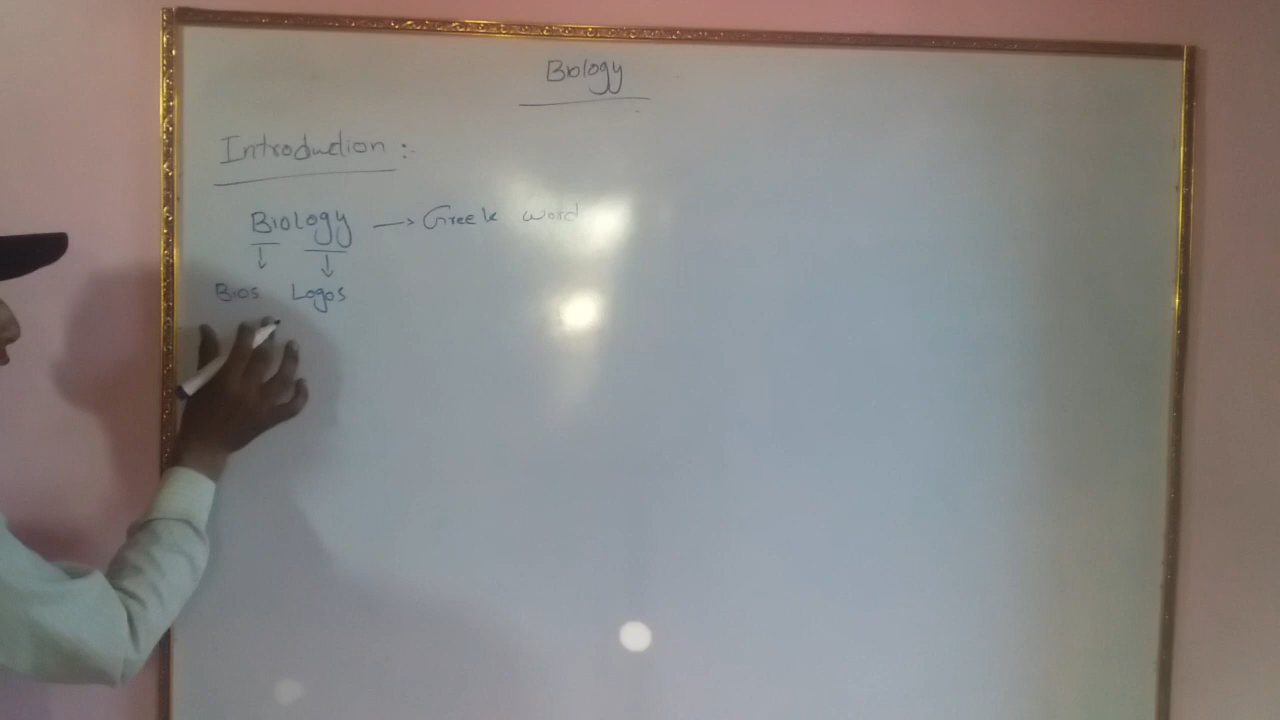 Biology
Introduction :
Biology → Greek word
↓ ↓
Bios Logos